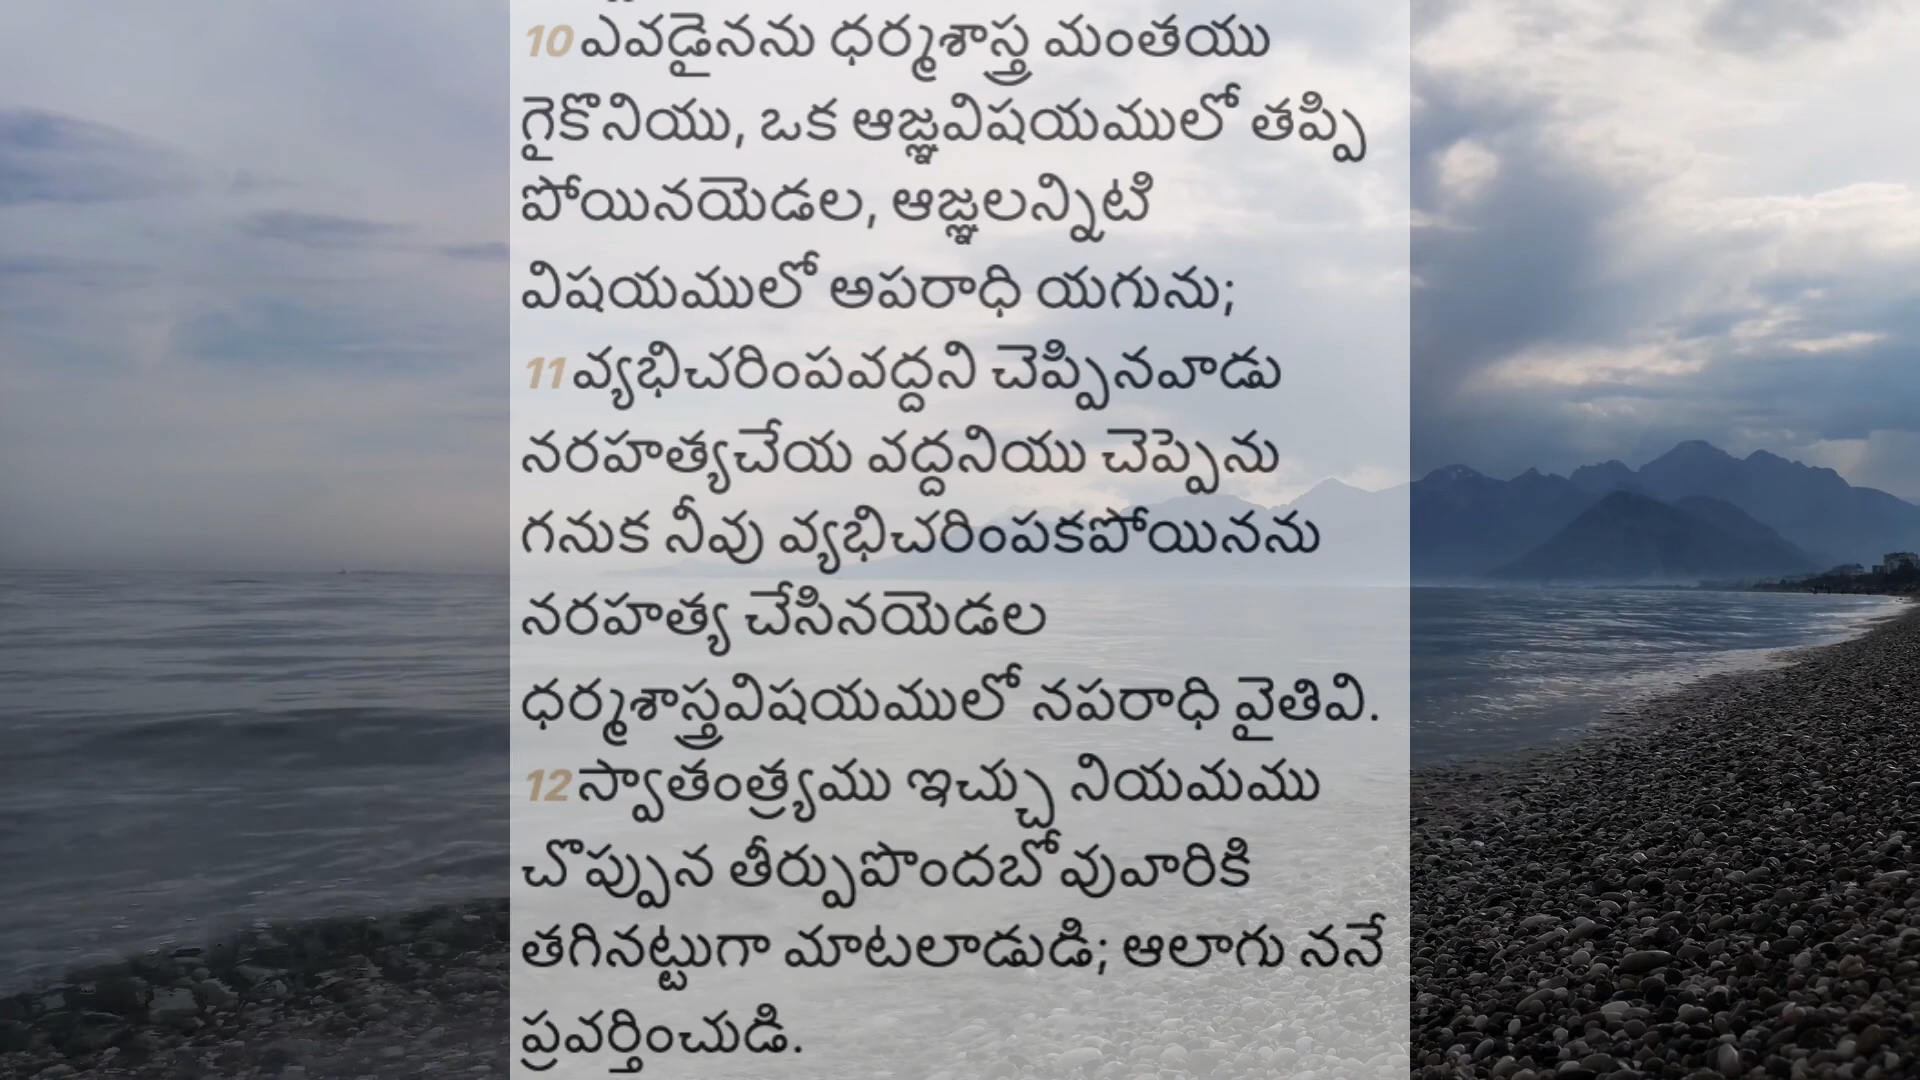 10 ఎవడైనను ధర్మశాస్త్ర మంతయు
గైకొనియు, ఒక ఆజ్ఞవిషయములో తప్పి
పోయినయెడల, ఆజ్ఞలన్నిటి
విషయములో అపరాధి యగును;
11 వ్యభిచరింపవద్దని చెప్పినవాడు
నరహత్యచేయ వద్దనియు చెప్పెను
గనుక నీవు వ్యభిచరింపకపోయినను
నరహత్య చేసినయెడల
ధర్మశాస్త్రవిషయములో నపరాధి వైతివి.
12 స్వాతంత్ర్యము ఇచ్చు నియమము
చొప్పున తీర్పుపొందబోవువారికి
తగినట్టుగా మాటలాడుడి; ఆలాగు ననే
ప్రవర్తించుడి.